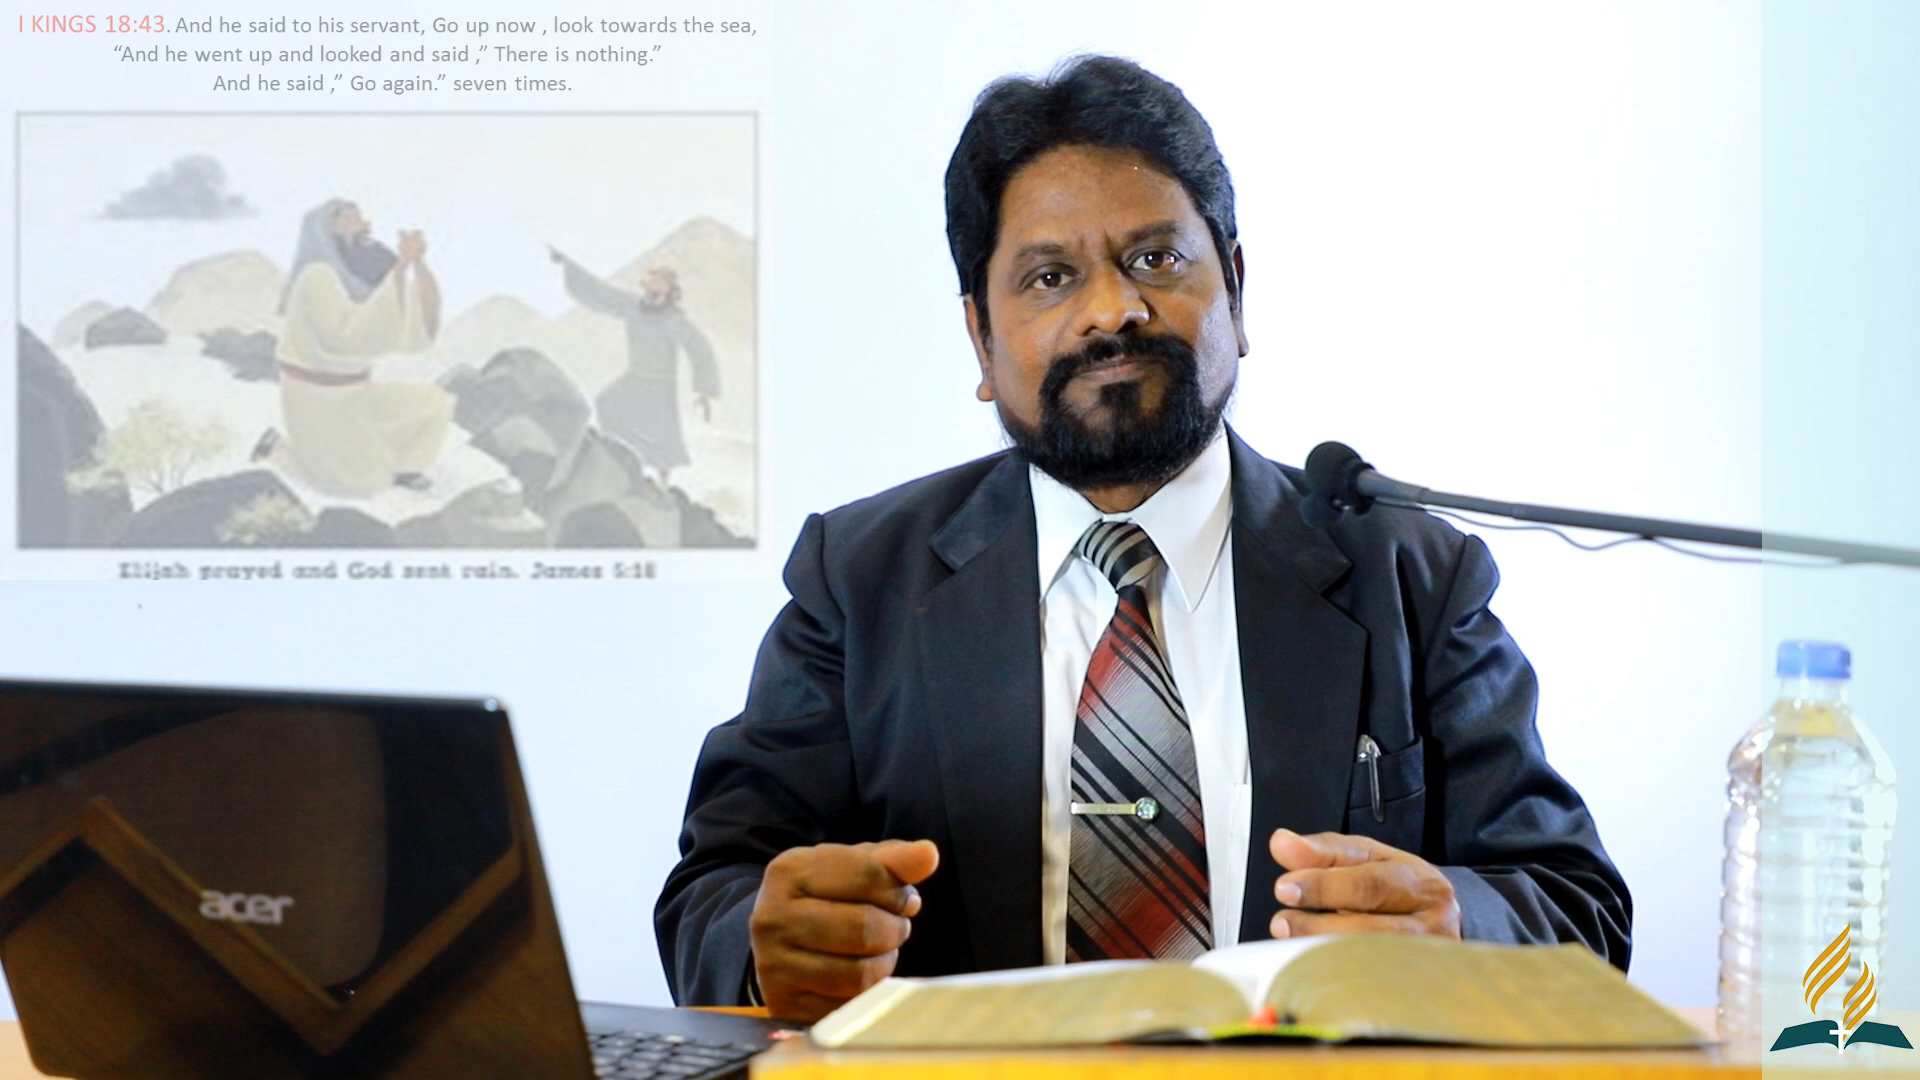 I KINGS 18:43. And he said to his servant, Go up now , look towards the sea,
“And he went up and looked and said ,” There is nothing.”
And he said ,” Go again.” seven times.
Elijah prayed and God sent rain. James 5:18
acer